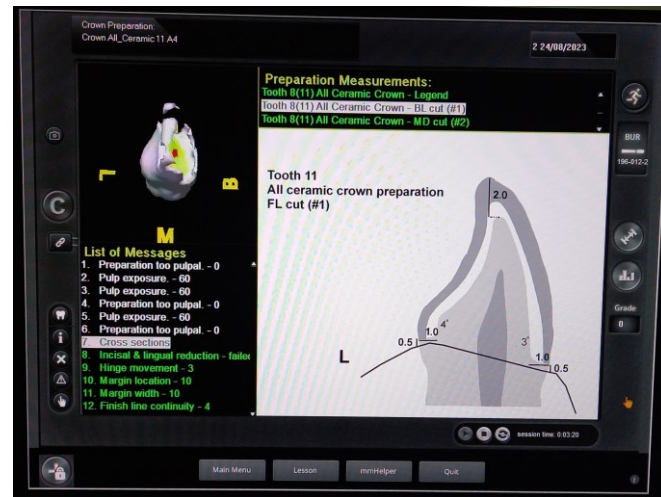 Crown Preparation:
Crown All_Ceramic 11 A4
2 24/08/2023
Preparation Measurements:
Tooth 8(11) All Ceramic Crown - Legend
Tooth 8(11) All Ceramic Crown - BL cut (#1)
Tooth 8(11) All Ceramic Crown - MD cut (#2)
BUR
196-012-2
L
B
M
C
List of Messages
1. Preparation too pulpal. - 0
2. Pulp exposure. - 60
3. Pulp exposure. - 60
4. Preparation too pulpal. - 0
5. Pulp exposure. - 60
6. Preparation too pulpal. - 0
7. Cross sections
8. Incisal & lingual reduction - failed
9. Hinge movement - 3
10. Margin location - 10
11. Margin width - 10
12. Finish line continuity - 4
Tooth 11
All ceramic crown preparation
FL cut (#1)
2.0
0.5
1.0
4°
3°
1.0
0.5
L
Grade
0
session time: 0:03:20
Main Menu
Lesson
mmHelper
Quit